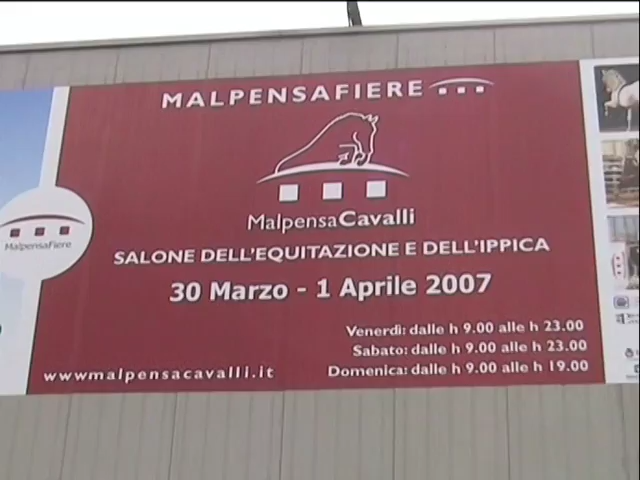 MALPENSAFIERE
MalpensaFiere
MalpensaCavalli
SALONE DELL'EQUITAZIONE E DELL'IPPICA
30 Marzo - 1 Aprile 2007
Venerdì: dalle h 9.00 alle h 23.00
Sabato: dalle h 9.00 alle h 23.00
Domenica: dalle h 9.00 alle h 19.00
www.malpensacavalli.it